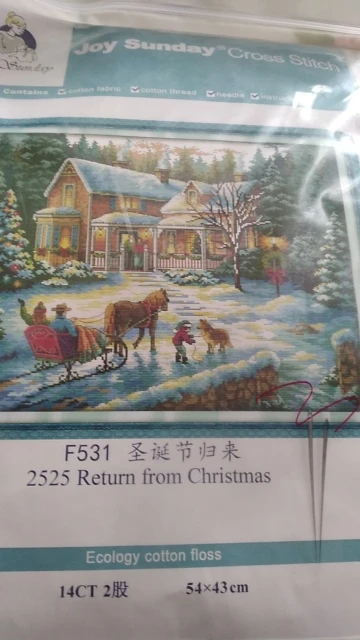 Joy Sunday® Cross Stitch
Sunday
Contains cotton fabric cotton thread needle
F531 圣诞节归来
2525 Return from Christmas
Ecology cotton floss
14CT 2股 54×43cm